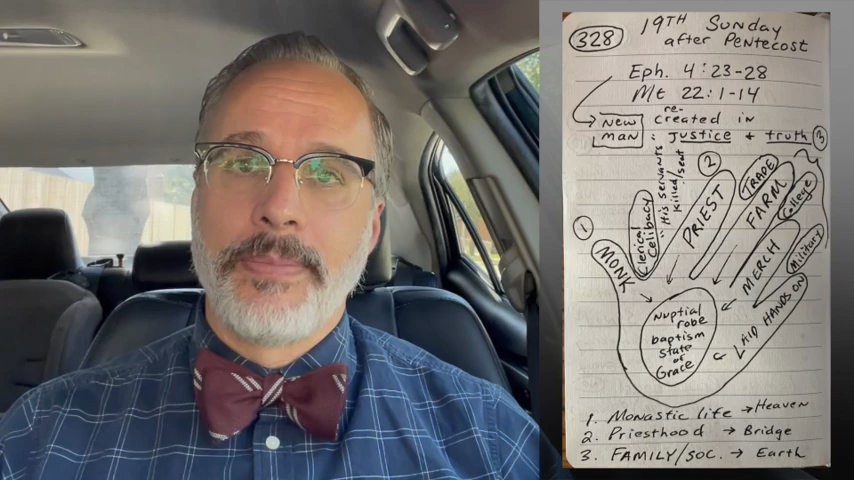 328
19TH Sunday
after Pentecost
Eph. 4:23-28
Mt 22:1-14
re-
NEW created in
MAN : Justice & truth
1
MONK
Clerical
Celibacy
"His servants
killed/seat
2
PRIEST
TRADE
FARM
College
3
MERCH
Military
LAID HANDS ON
Nuptial
robe
baptism
State
of
Grace
1. Monastic life → Heaven
2. Priesthood → Bridge
3. FAMILY/SOC. → Earth